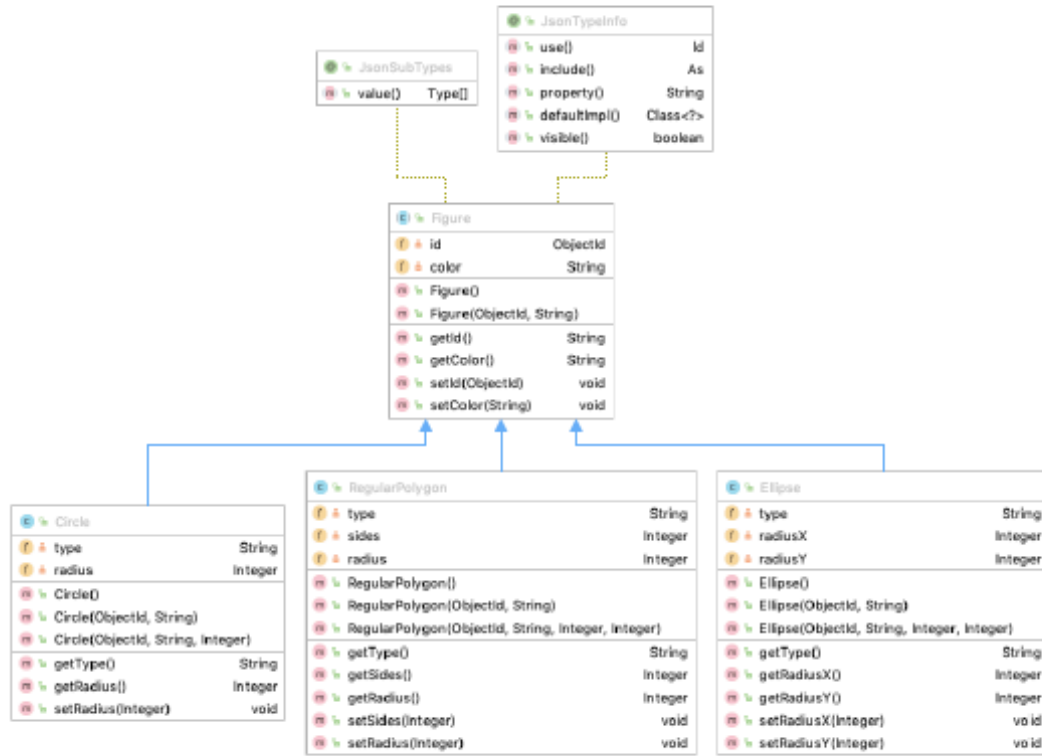 JsonTypeInfo
use() Id
include() As
property() String
defaultImpl() Class<?>
visible() boolean
JsonSubTypes
value() Type[]
Figure
id ObjectId
color String
Figure()
Figure(ObjectId, String)
getId() String
getColor() String
setId(ObjectId) void
setColor(String) void
Circle
type String
radius Integer
Circle()
Circle(ObjectId, String)
Circle(ObjectId, String, Integer)
getType() String
getRadius() Integer
setRadius(Integer) void
RegularPolygon
type String
sides Integer
radius Integer
RegularPolygon()
RegularPolygon(ObjectId, String)
RegularPolygon(ObjectId, String, Integer, Integer)
getType() String
getSides() Integer
getRadius() Integer
setSides(Integer) void
setRadius(Integer) void
Ellipse
type String
radiusX Integer
radiusY Integer
Ellipse()
Ellipse(ObjectId, String)
Ellipse(ObjectId, String, Integer, Integer)
getType() String
getRadiusX() Integer
getRadiusY() Integer
setRadiusX(Integer) void
setRadiusY(Integer) void